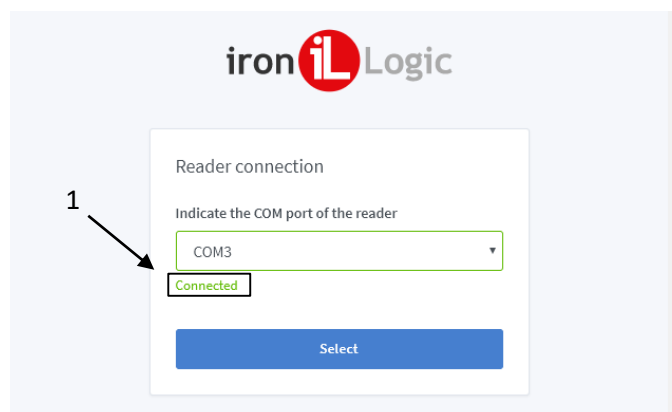 iron iL Logic
Reader connection
1
Indicate the COM port of the reader
COM3
Connected
Select